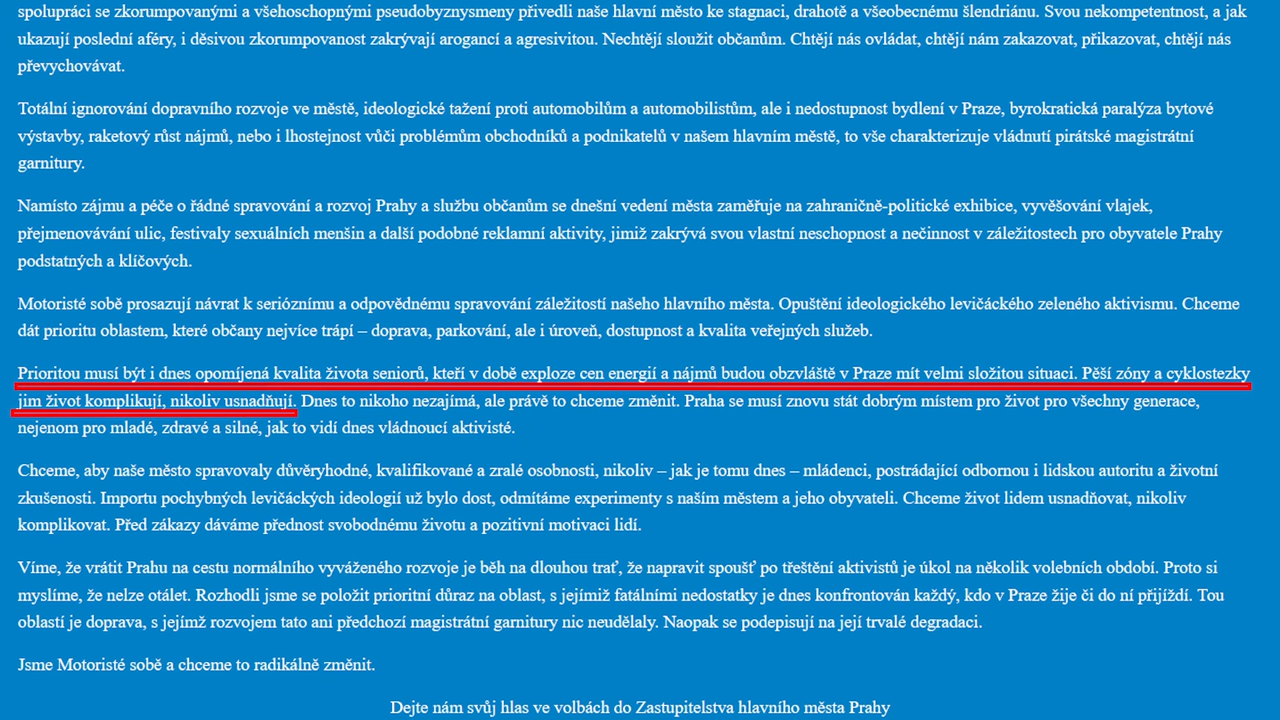 spolupráci se zkorumpovanými a všehoschopnými pseudobyznysmeny přivedli naše hlavní město ke stagnaci, drahotě a všeobecnému šlendriánu. Svou nekompetentnost, a jak
ukazují poslední aféry, i děsivou zkorumpovanost zakrývají arogancí a agresivitou. Nechtějí sloužit občanům. Chtějí nás ovládat, chtějí nám zakazovat, přikazovat, chtějí nás
převychovávat.
Totální ignorování dopravního rozvoje ve městě, ideologické tažení proti automobilům a automobilistům, ale i nedostupnost bydlení v Praze, byrokratická paralýza bytové
výstavby, raketový růst nájmů, nebo i lhostejnost vůči problémům obchodníků a podnikatelů v našem hlavním městě, to vše charakterizuje vládnutí pirátské magistrátní
garnitury.
Namísto zájmu a péče o řádné spravování a rozvoj Prahy a službu občanům se dnešní vedení města zaměřuje na zahraničně-politické exhibice, vyvěšování vlajek,
přejmenovávání ulic, festivaly sexuálních menšin a další podobné reklamní aktivity, jimiž zakrývá svou vlastní neschopnost a nečinnost v záležitostech pro obyvatele Prahy
podstatných a klíčových.
Motoristé sobě prosazují návrat k serióznímu a odpovědnému spravování záležitostí našeho hlavního města. Opuštění ideologického levičáckého zeleného aktivismu. Chceme
dát prioritu oblastem, které občany nejvíce trápí – doprava, parkování, ale i úroveň, dostupnost a kvalita veřejných služeb.
Prioritou musí být i dnes opomíjená kvalita života seniorů, kteří v době exploze cen energií a nájmů budou obzvláště v Praze mít velmi složitou situaci. Pěší zóny a cyklostezky
jim život komplikují, nikoliv usnadňují. Dnes to nikoho nezajímá, ale právě to chceme změnit. Praha se musí znovu stát dobrým místem pro život pro všechny generace,
nejenom pro mladé, zdravé a silné, jak to vidí dnes vládnoucí aktivisté.
Chceme, aby naše město spravovaly důvěryhodné, kvalifikované a zralé osobnosti, nikoliv – jak je tomu dnes – mládenci, postrádající odbornou i lidskou autoritu a životní
zkušenosti. Importu pochybných levičáckých ideologií už bylo dost, odmítáme experimenty s naším městem a jeho obyvateli. Chceme život lidem usnadňovat, nikoliv
komplikovat. Před zákazy dáváme přednost svobodnému životu a pozitivní motivaci lidí.
Víme, že vrátit Prahu na cestu normálního vyváženého rozvoje je běh na dlouhou trať, že napravit spoušť po třeštění aktivistů je úkol na několik volebních období. Proto si
myslíme, že nelze otálet. Rozhodli jsme se položit prioritní důraz na oblast, s jejímiž fatálními nedostatky je dnes konfrontován každý, kdo v Praze žije či do ní přijíždí. Tou
oblastí je doprava, s jejímž rozvojem tato ani předchozí magistrátní garnitury nic neudělaly. Naopak se podepisují na její trvalé degradaci.
Jsme Motoristé sobě a chceme to radikálně změnit.
Dejte nám svůj hlas ve volbách do Zastupitelstva hlavního města Prahy